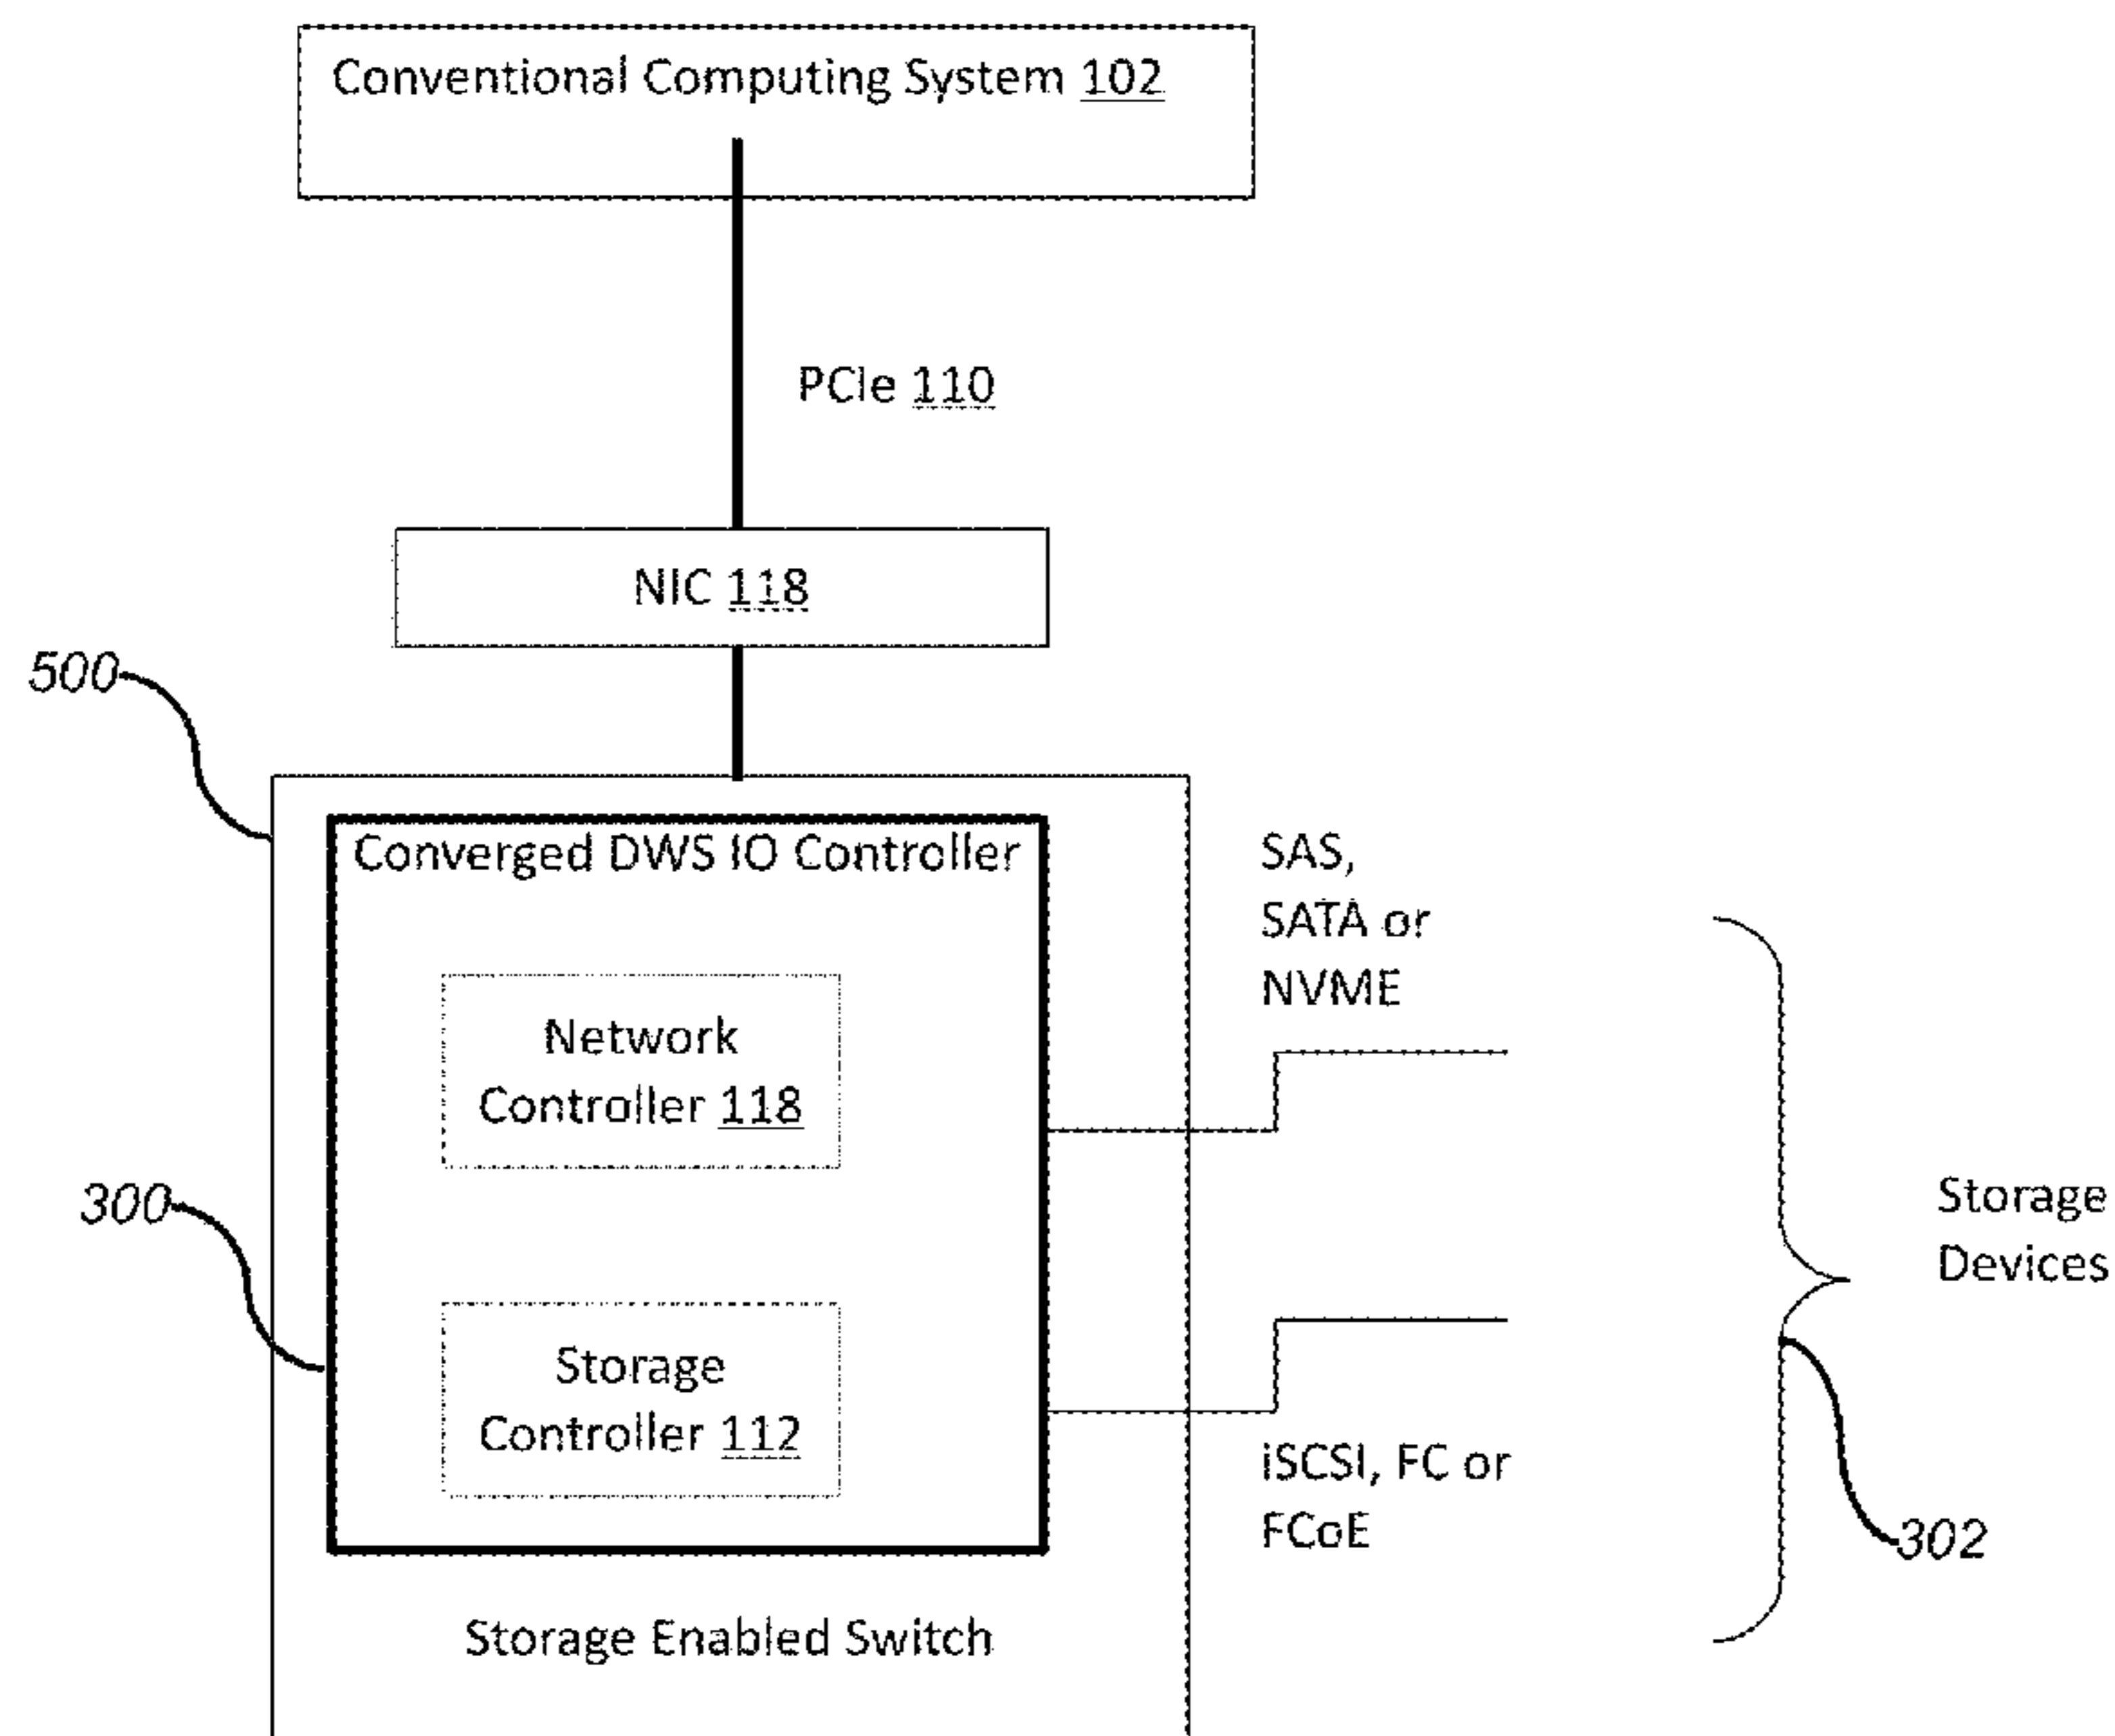 Conventional Computing System 102
PCIe 110
NIC 118
500
Converged DWS IO Controller
SAS,
SATA or
NVME
Network
Controller 118
300
Storage
Devices
Storage
Controller 112
iSCSI, FC or
FCoE
302
Storage Enabled Switch